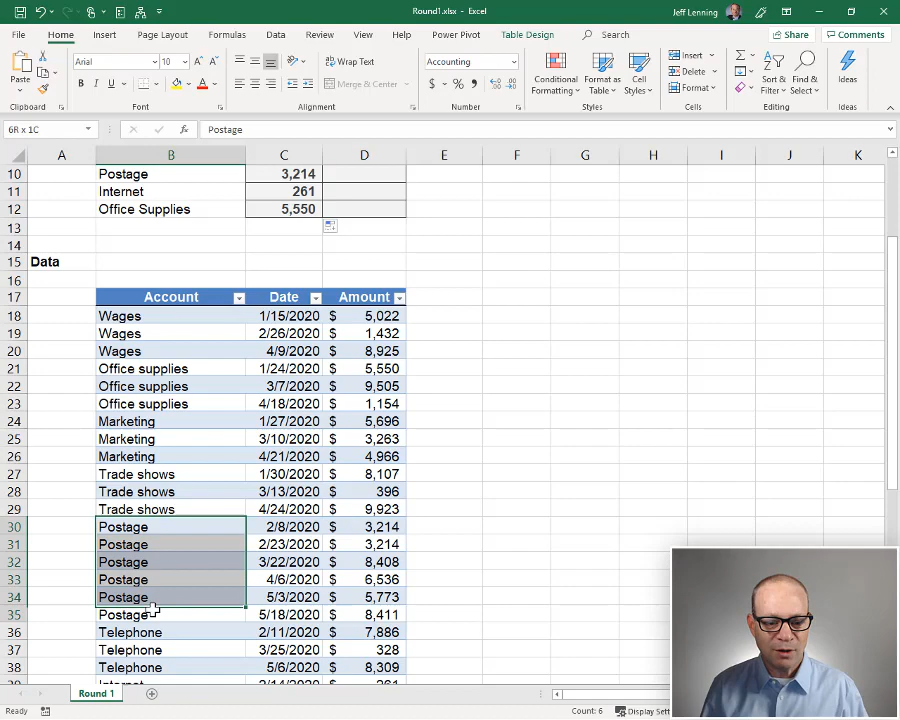 Round1.xlsx - Excel
Jeff Lenning
File Home Insert Page Layout Formulas Data Review View Help Power Pivot Table Design Search Share Comments
Paste
Clipboard
Arial 10 A A
B I U A
Font
Wrap Text
Merge & Center
Alignment
Accounting
$ % ,
Number
Conditional Formatting
Format as Table
Cell Styles
Styles
Insert
Delete
Format
Cells
Sort & Filter
Find & Select
Editing
Ideas
Ideas
6R x 1C fx Postage
A B C D E F G H I J K
10 Postage 3,214
11 Internet 261
12 Office Supplies 5,550
13
14
15 Data
16
17 Account Date Amount
18 Wages 1/15/2020 $ 5,022
19 Wages 2/26/2020 $ 1,432
20 Wages 4/9/2020 $ 8,925
21 Office supplies 1/24/2020 $ 5,550
22 Office supplies 3/7/2020 $ 9,505
23 Office supplies 4/18/2020 $ 1,154
24 Marketing 1/27/2020 $ 5,696
25 Marketing 3/10/2020 $ 3,263
26 Marketing 4/21/2020 $ 4,966
27 Trade shows 1/30/2020 $ 8,107
28 Trade shows 3/13/2020 $ 396
29 Trade shows 4/24/2020 $ 9,923
30 Postage 2/8/2020 $ 3,214
31 Postage 2/23/2020 $ 3,214
32 Postage 3/22/2020 $ 8,408
33 Postage 4/6/2020 $ 6,536
34 Postage 5/3/2020 $ 5,773
35 Postage 5/18/2020 $ 8,411
36 Telephone 2/11/2020 $ 7,886
37 Telephone 3/25/2020 $ 328
38 Telephone 5/6/2020 $ 8,309
Round 1
Ready Count: 6 Display Set